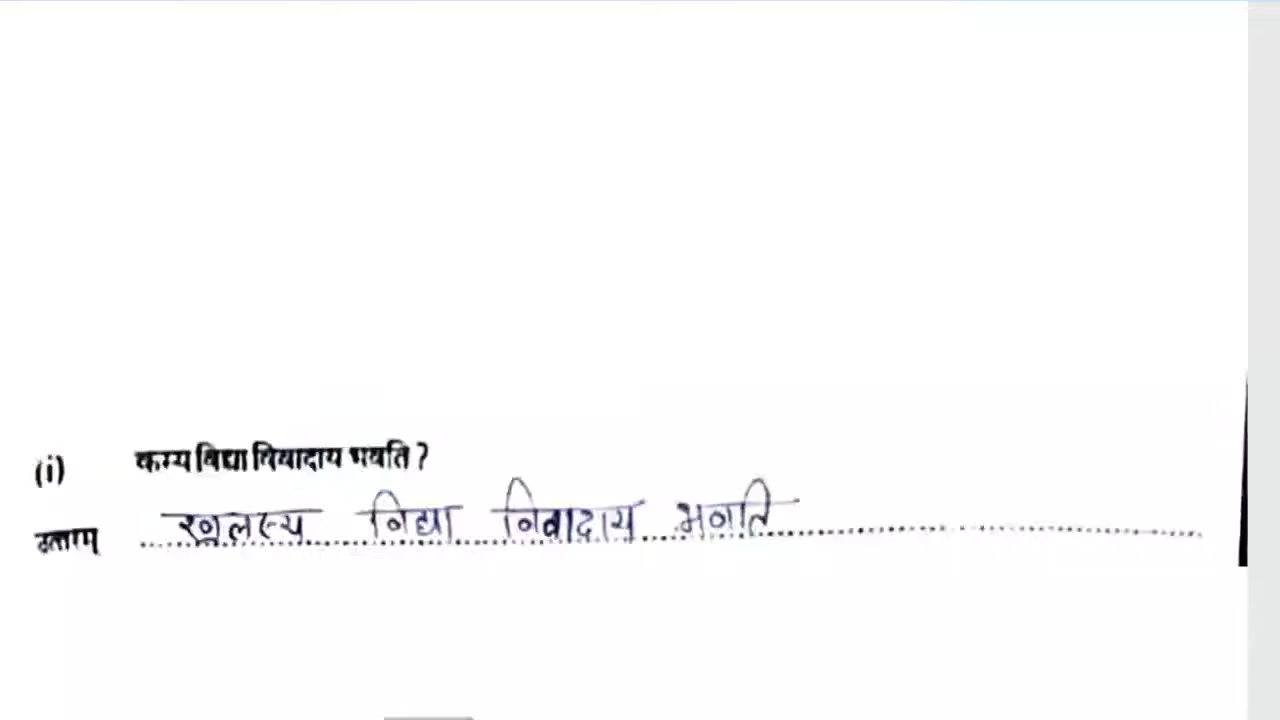 (i) कस्य विद्या विवादाय भवति ?
उत्तरम् खलस्य विद्या विवादाय भवति